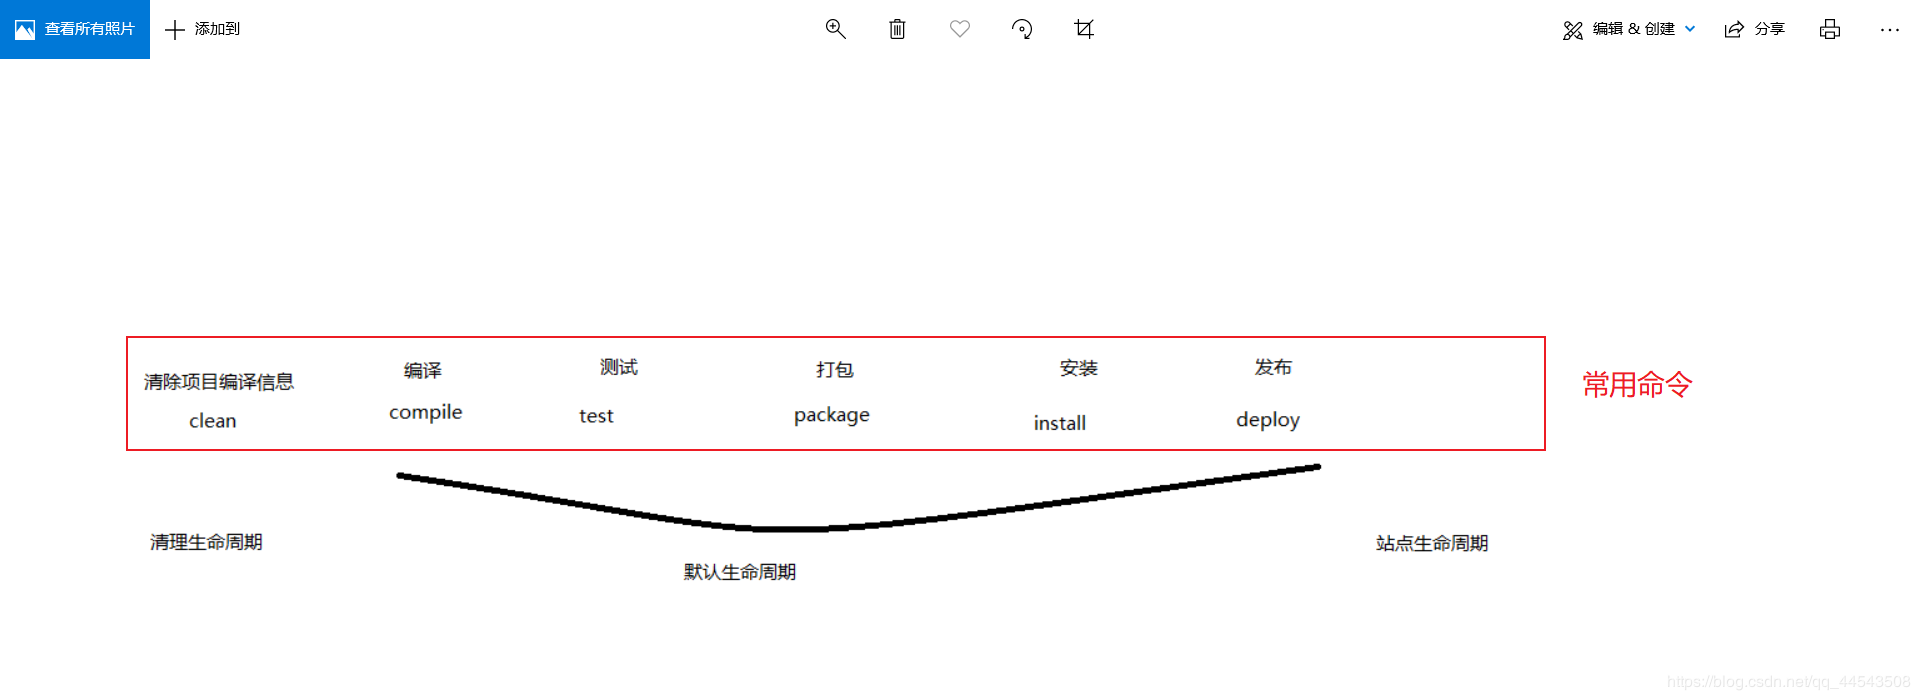 查看所有照片
添加到
编辑 & 创建
分享
清除项目编译信息
编译
测试
打包
安装
发布
clean
compile
test
package
install
deploy
常用命令
清理生命周期
默认生命周期
站点生命周期
https://blog.csdn.net/qq_44543508